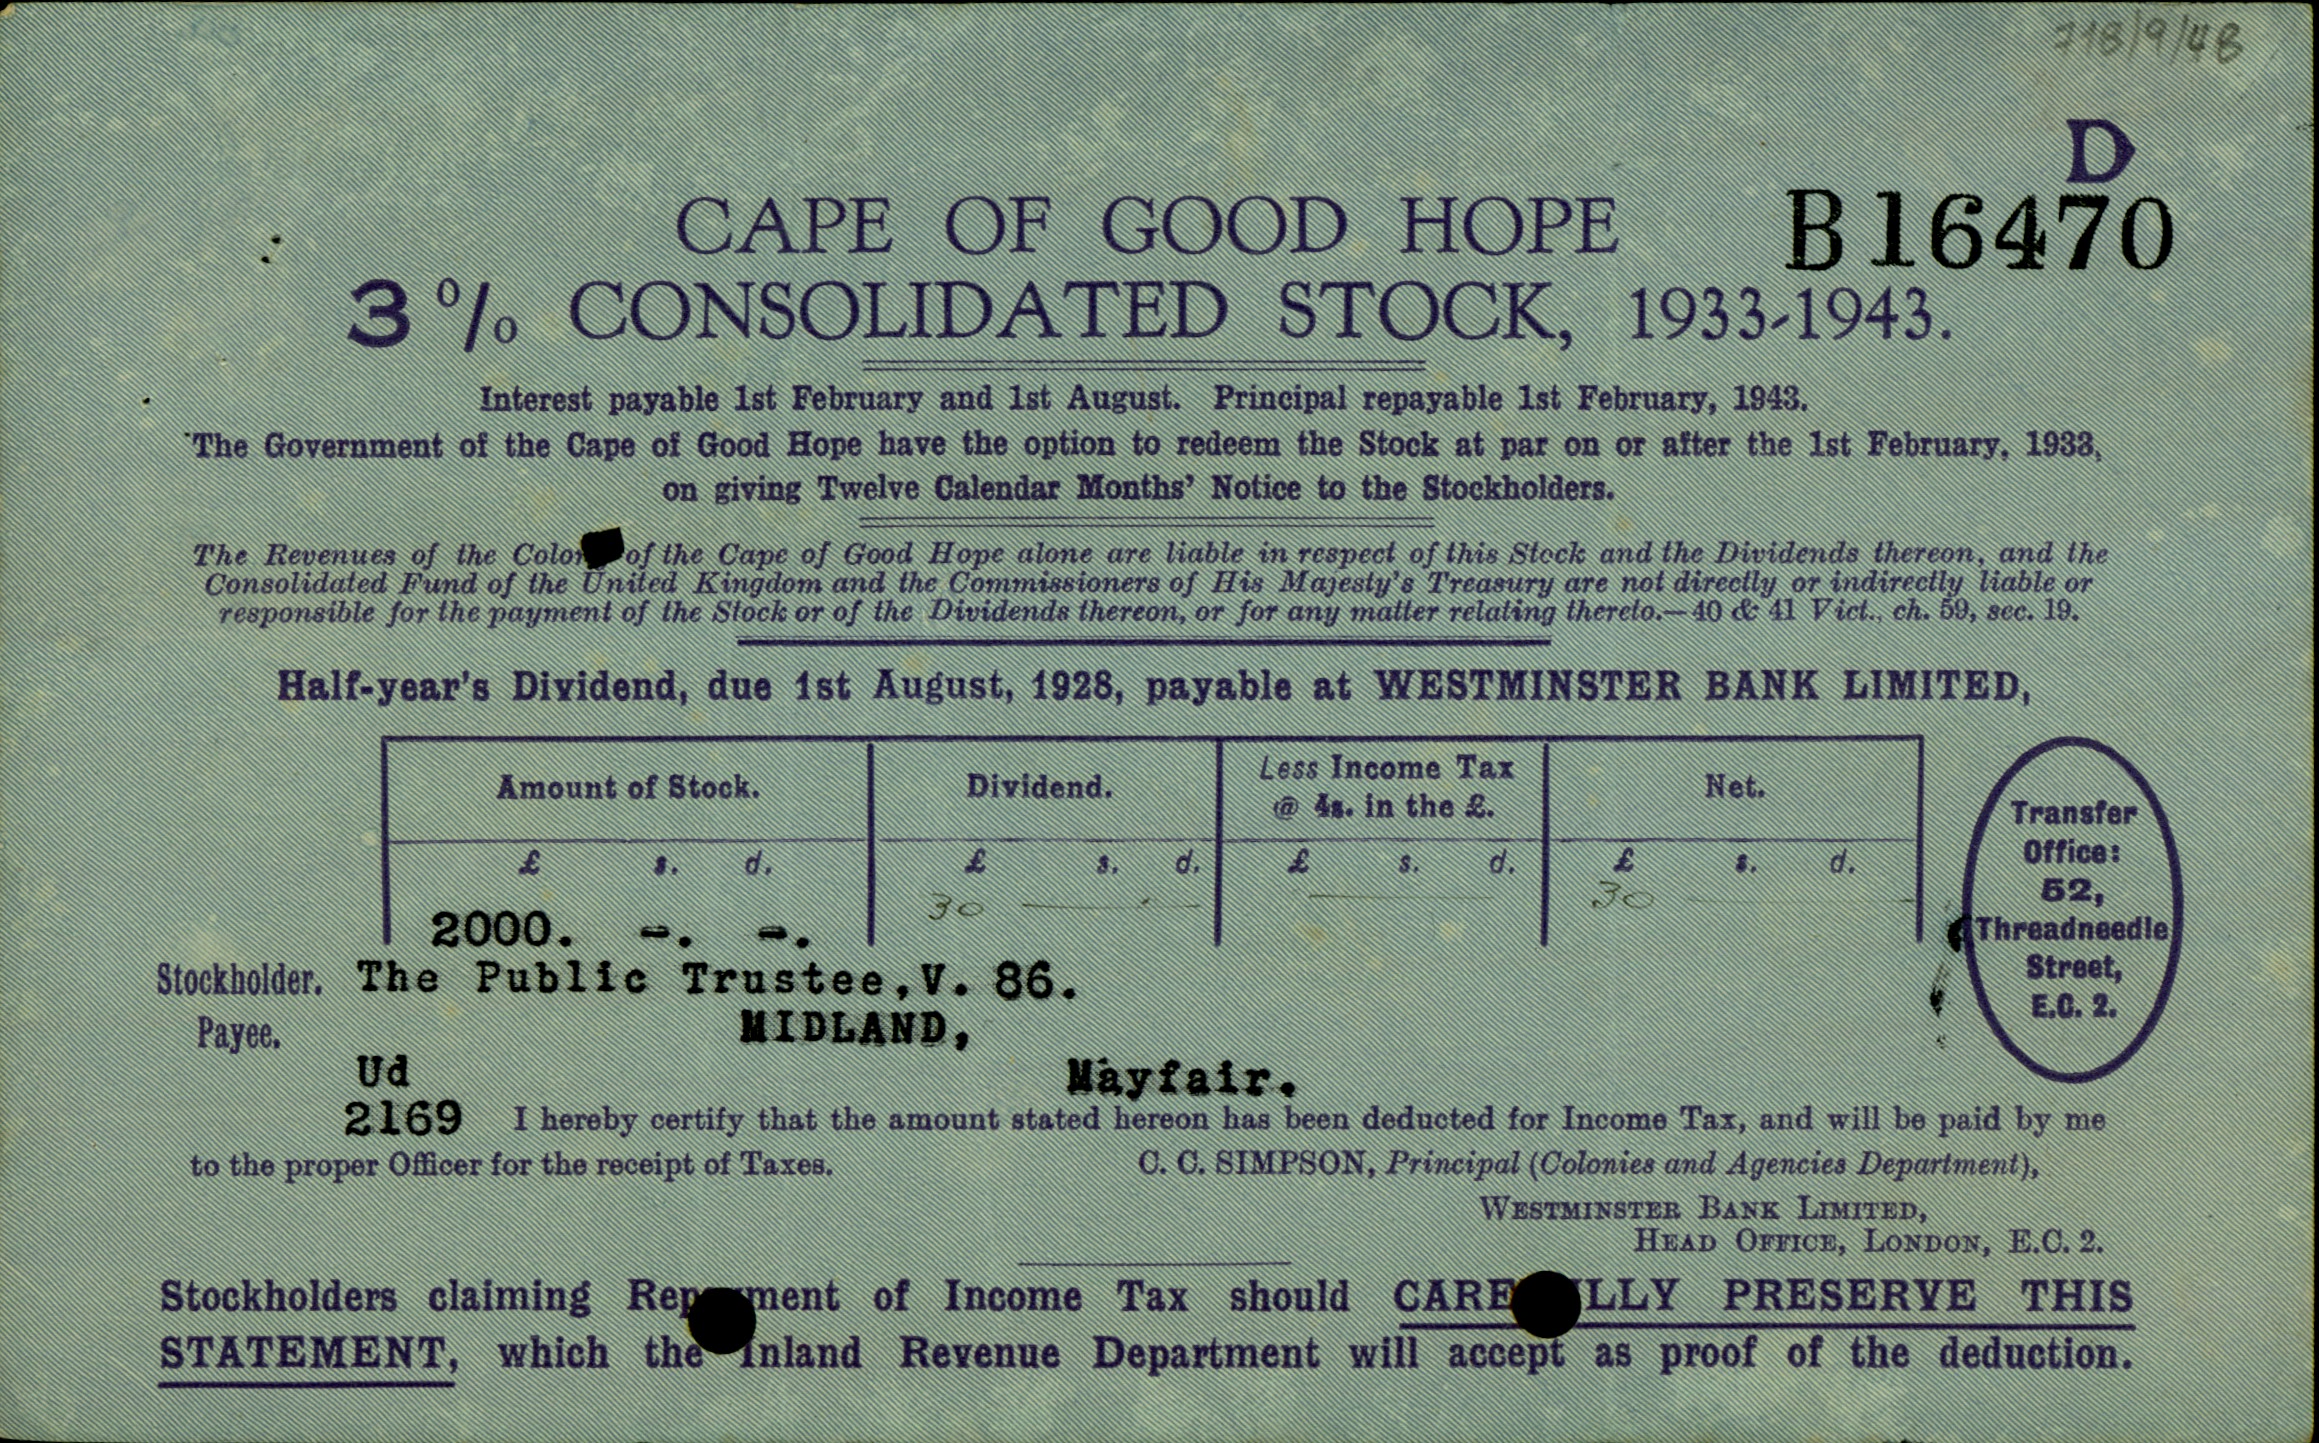 D
CAPE OF GOOD HOPE
B16470
3% CONSOLIDATED STOCK, 1933-1943.
Interest payable 1st February and 1st August. Principal repayable 1st February, 1943.
The Government of the Cape of Good Hope have the option to redeem the Stock at par on or after the 1st February, 1933,
on giving Twelve Calendar Months' Notice to the Stockholders.
The Revenues of the Colon of the Cape of Good Hope alone are liable in respect of this Stock and the Dividends thereon, and the
Consolidated Fund of the United Kingdom and the Commissioners of His Majesty's Treasury are not directly or indirectly liable or
responsible for the payment of the Stock or of the Dividends thereon, or for any matter relating thereto.—40 & 41 Vict., ch. 59, sec. 19.
Half-year's Dividend, due 1st August, 1928, payable at WESTMINSTER BANK LIMITED,
Amount of Stock. Dividend. Less Income Tax @ 4s. in the £. Net.
£ s. d. £ s. d. £ s. d. £ s. d.
2000. -. -. 30 — — — 30 —
Transfer
Office:
52,
Threadneedle
Street,
E.C. 2.
Stockholder. The Public Trustee, V. 86.
Payee. MIDLAND,
Ud Mayfair.
2169 I hereby certify that the amount stated hereon has been deducted for Income Tax, and will be paid by me
to the proper Officer for the receipt of Taxes. C. C. SIMPSON, Principal (Colonies and Agencies Department),
WESTMINSTER BANK LIMITED,
HEAD OFFICE, LONDON, E.C. 2.
Stockholders claiming Rep ment of Income Tax should CARE LLY PRESERVE THIS
STATEMENT, which the Inland Revenue Department will accept as proof of the deduction.